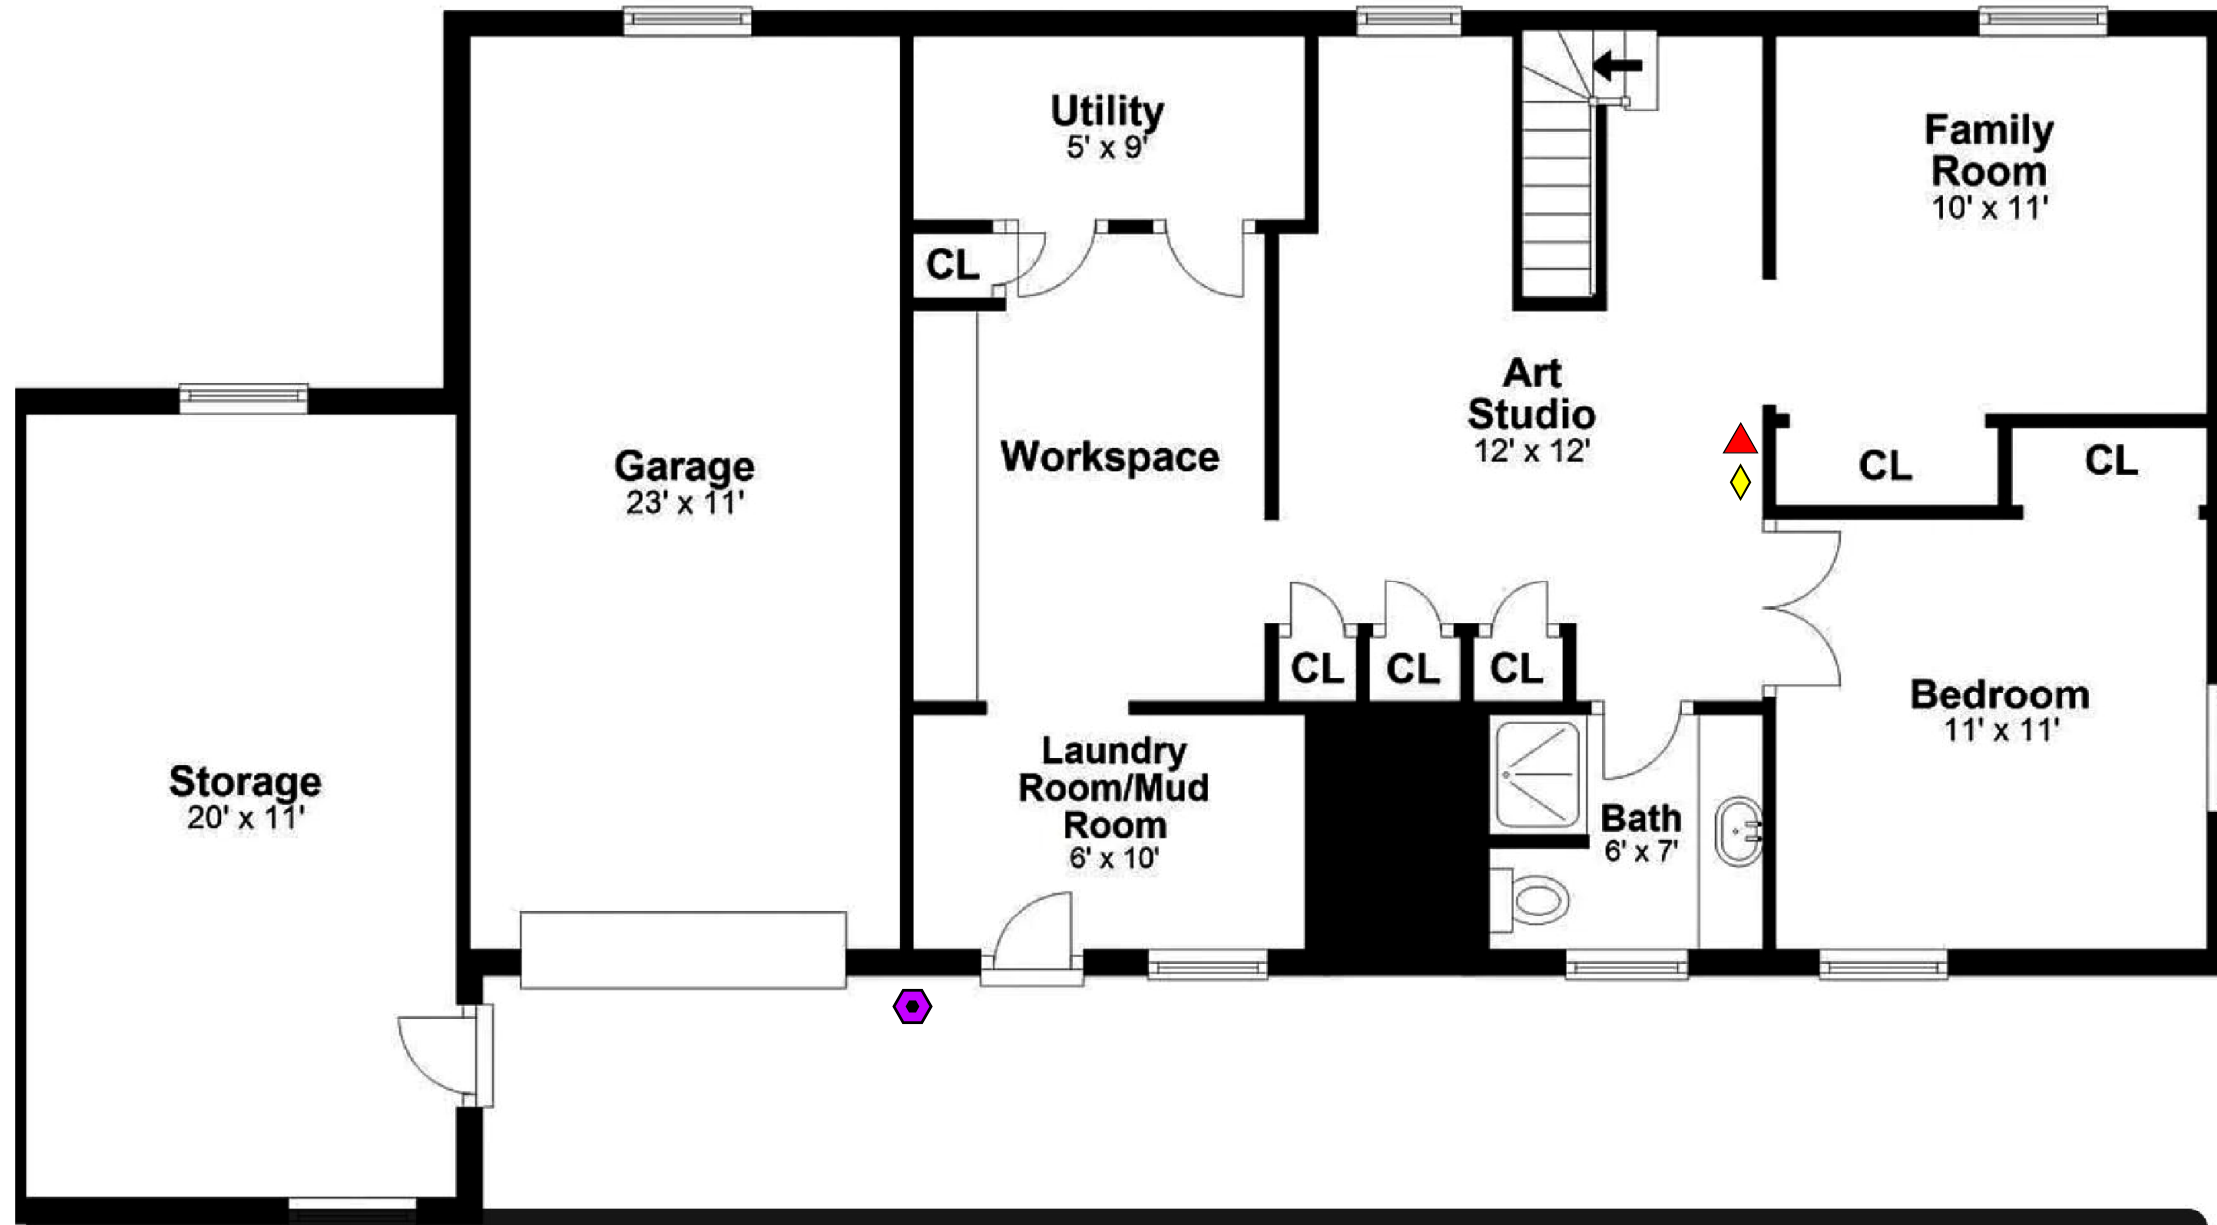 Utility
5' x 9'
Family
Room
10' x 11'
CL
Art
Studio
12' x 12'
Garage
23' x 11'
Workspace
CL
CL
CL
CL
CL
Bedroom
11' x 11'
Storage
20' x 11'
Laundry
Room/Mud
Room
6' x 10'
Bath
6' x 7'